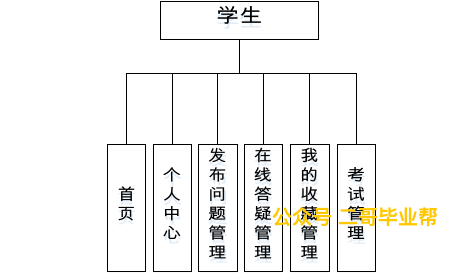 学生
首页
个人中心
发布问题管理
在线答疑管理
我的收藏管理
考试管理
公众号 二哥毕业帮